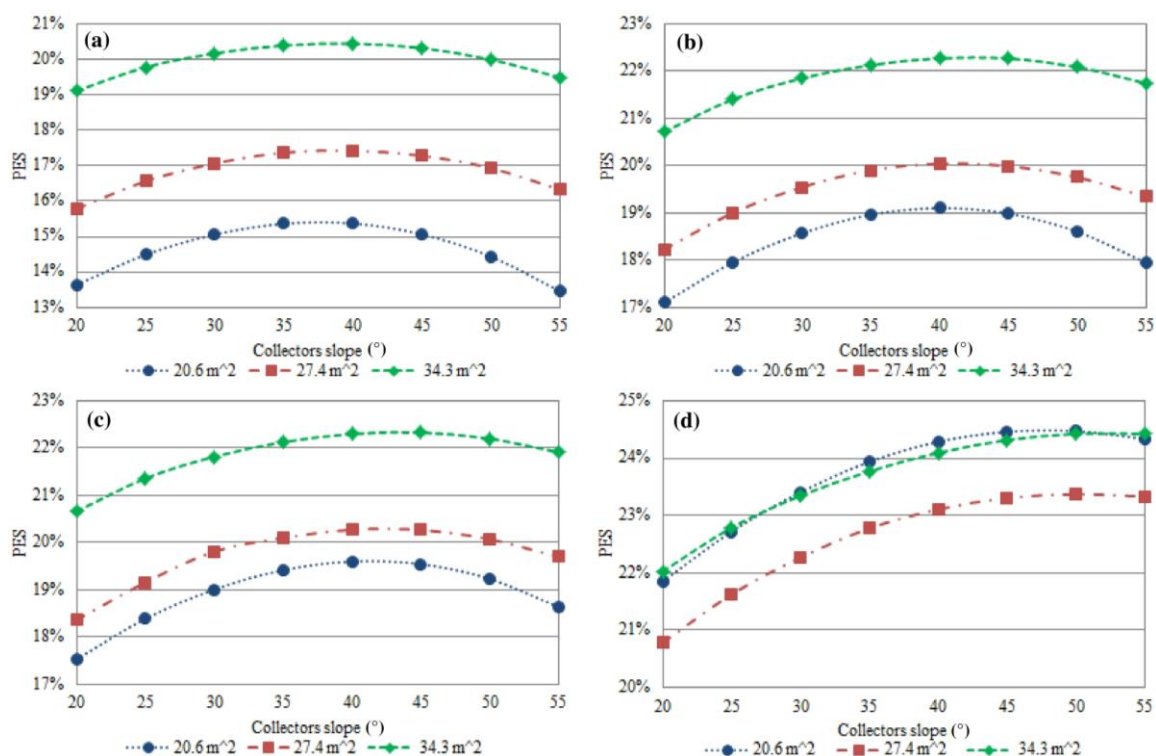 (a)
21%
20%
19%
18%
17%
16%
15%
14%
13%
PES
20 25 30 35 40 45 50 55
Collectors slope (°)
20.6 m^2 27.4 m^2 34.3 m^2
(b)
23%
22%
21%
20%
19%
18%
17%
PES
20 25 30 35 40 45 50 55
Collectors slope (°)
20.6 m^2 27.4 m^2 34.3 m^2
(c)
23%
22%
21%
20%
19%
18%
17%
PES
20 25 30 35 40 45 50 55
Collectors slope (°)
20.6 m^2 27.4 m^2 34.3 m^2
(d)
25%
24%
23%
22%
21%
20%
PES
20 25 30 35 40 45 50 55
Collectors slope (°)
20.6 m^2 27.4 m^2 34.3 m^2